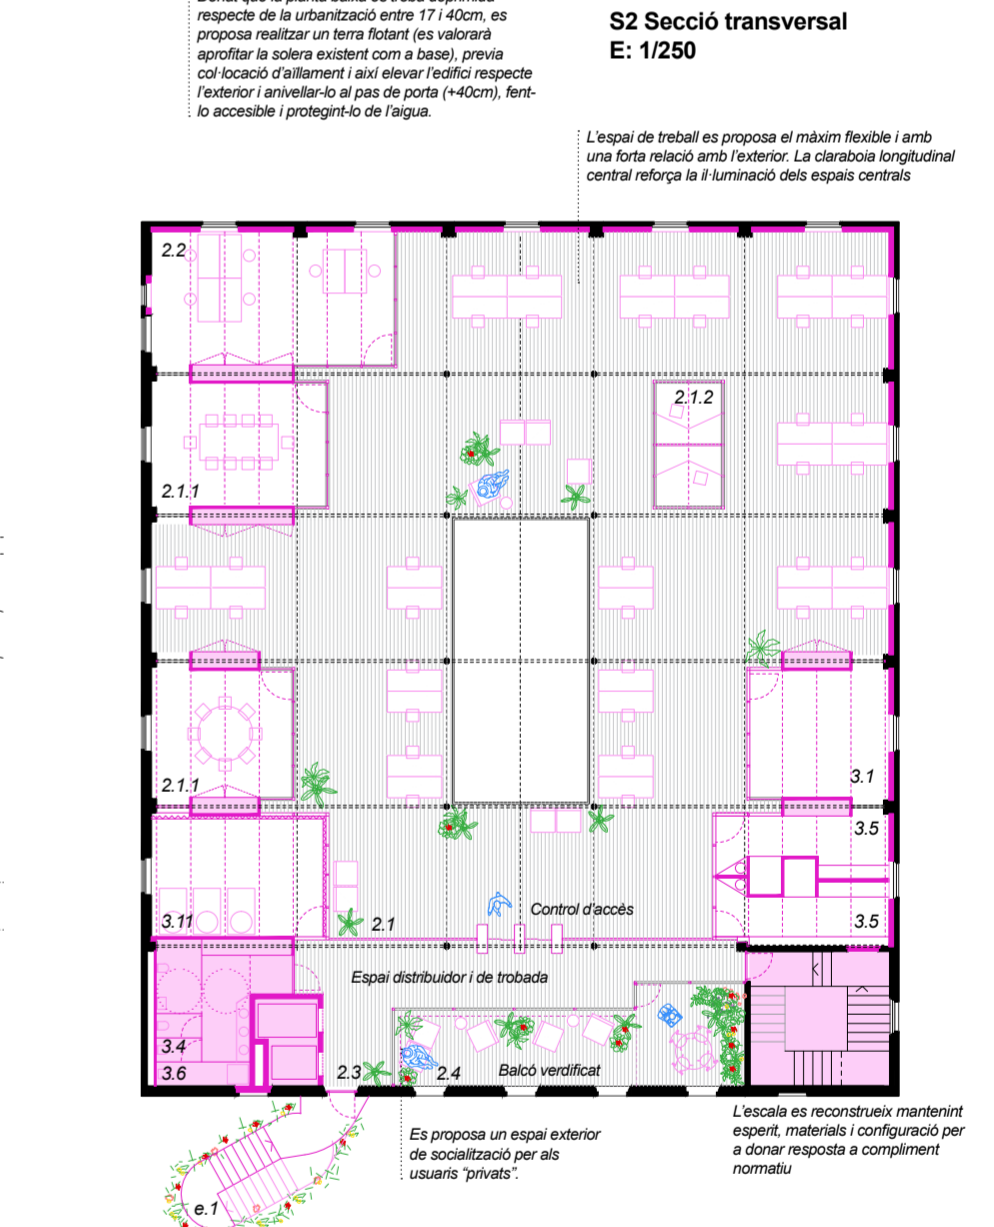 respecte de la urbanització entre 17 i 40cm, es
proposa realitzar un terra flotant (es valorarà
aprofitar la solera existent com a base), previa
col·locació d'aïllament i així elevar l'edifici respecte
l'exterior i anivellar-lo al pas de porta (+40cm), fent-
lo accesible i protegint-lo de l'aigua.
S2 Secció transversal
E: 1/250
L'espai de treball es proposa el màxim flexible i amb
una forta relació amb l'exterior. La claraboia longitudinal
central reforça la il·luminació dels espais centrals
2.2
2.1.2
2.1.1
2.1.1
3.1
3.5
3.11
2.1
Control d'accès
3.5
Espai distribuidor i de trobada
3.4
3.6
2.3
2.4
Balcó verdificat
L'escala es reconstrueix mantenint
esperit, materials i configuració per
a donar resposta a compliment
normatiu
Es proposa un espai exterior
de socialització per als
usuaris "privats".
e.1